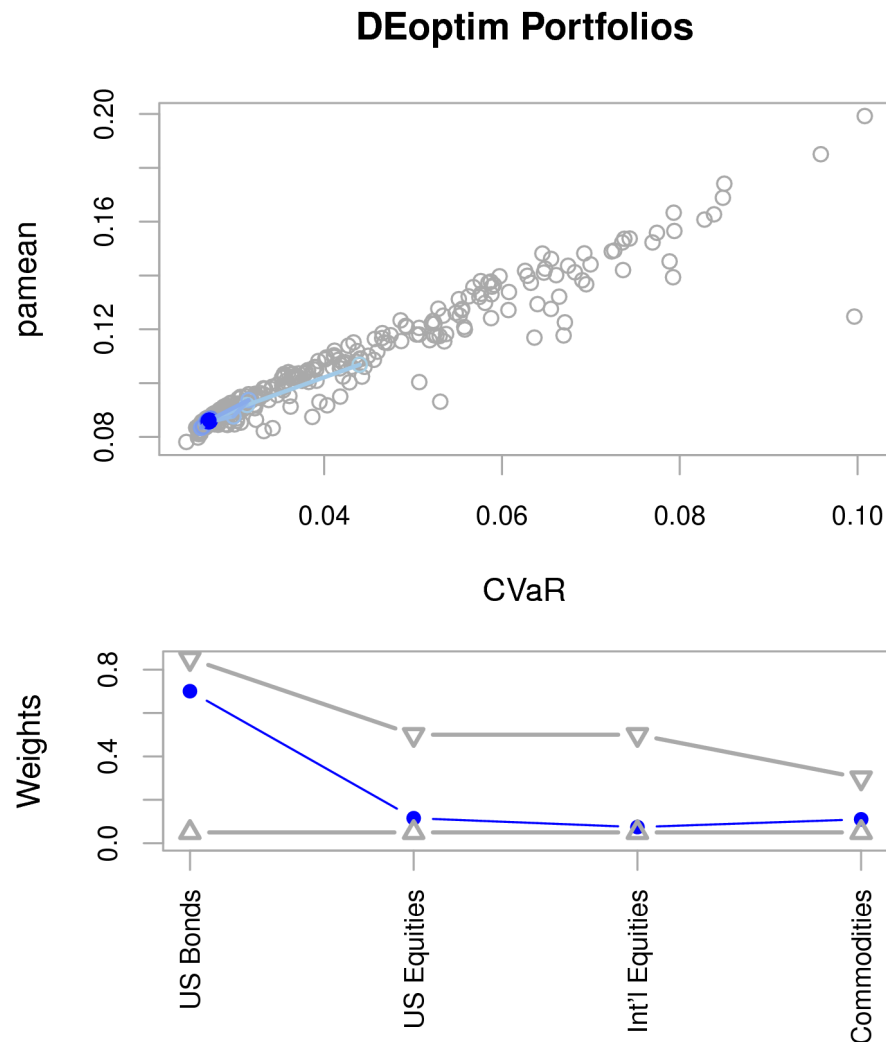 DEoptim Portfolios
pamean
0.20
0.16
0.12
0.08
0.04 0.06 0.08 0.10
CVaR
Weights
0.8
0.4
0.0
US Bonds
US Equities
Int'l Equities
Commodities